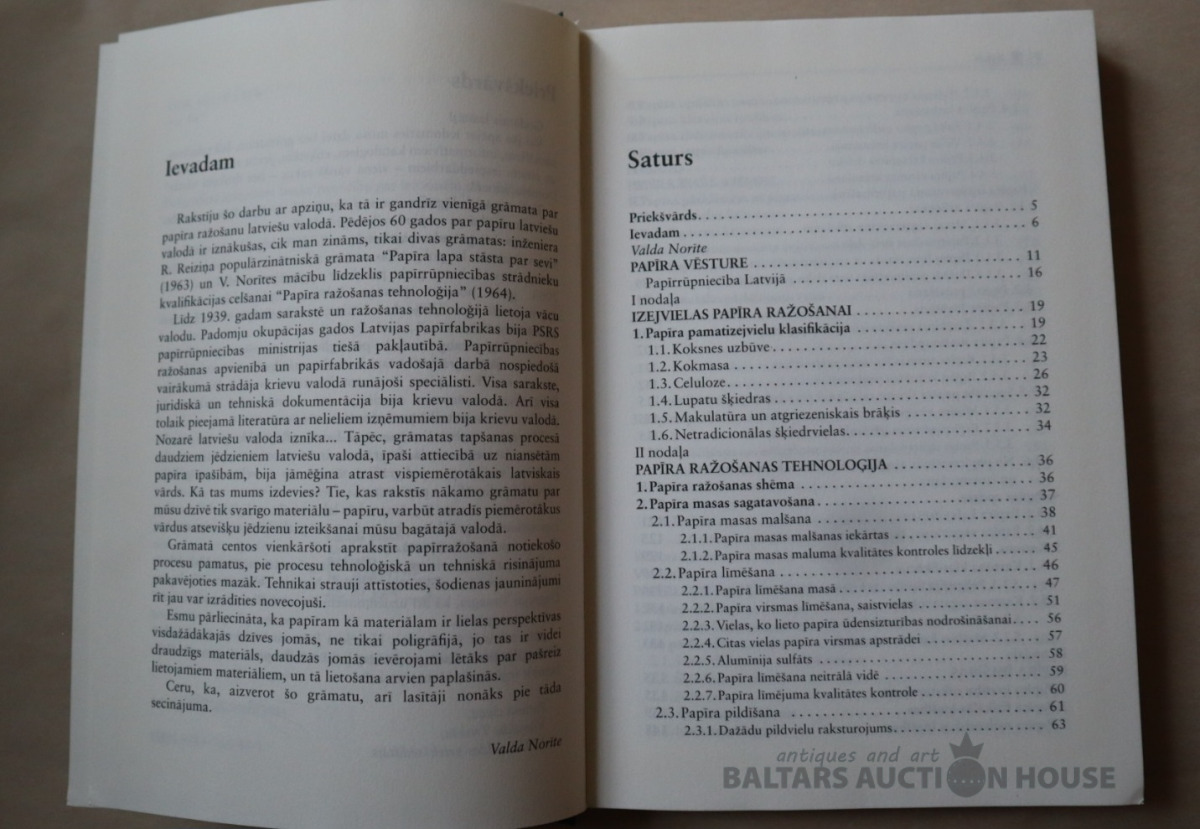 Ievadam
Rakstīju šo darbu ar apziņu, ka tā ir gandrīz vienīgā grāmata par
papīra ražošanu latviešu valodā. Pēdējos 60 gados par papīru latviešu
valodā ir iznākušas, cik man zināms, tikai divas grāmatas: inženiera
R. Reiziņa populārzinātniskā grāmata "Papīra lapa stāsta par sevi"
(1963) un V. Norītes mācību līdzeklis papīrrūpniecības strādnieku
kvalifikācijas celšanai "Papīra ražošanas tehnoloģija" (1964).
Līdz 1939. gadam sarakstē un ražošanas tehnoloģijā lietoja vācu
valodu. Padomju okupācijas gados Latvijas papīrfabrikas bija PSRS
papīrrūpniecības ministrijas tiešā pakļautībā. Papīrrūpniecības
ražošanas apvienībā un papīrfabrikās vadošajā darbā nospiedošā
vairākumā strādāja krievu valodā runājoši speciālisti. Visa sarakste,
juridiskā un tehniskā dokumentācija bija krievu valodā. Arī visa
tolaik pieejamā literatūra ar nelieliem izņēmumiem bija krievu valodā.
Nozarē latviešu valoda iznīka... Tāpēc, grāmatas tapšanas procesā
daudziem jēdzieniem latviešu valodā, īpaši attiecībā uz niansētām
papīra īpašībām, bija jāmēģina atrast vispiemērotākais latviskais
vārds. Kā tas mums izdevies? Tie, kas rakstīs nākamo grāmatu par
mūsu dzīvē tik svarīgo materiālu – papīru, varbūt atradīs piemērotākus
vārdus atsevišķu jēdzienu izteikšanai mūsu bagātajā valodā.
Grāmatā centos vienkāršoti aprakstīt papīrražošanā notiekošo
procesu pamatus, pie procesu tehnoloģiskā un tehniskā risinājuma
pakavējoties mazāk. Tehnikai strauji attīstoties, šodienas jauninājumi
rīt jau var izrādīties novecojuši.
Esmu pārliecināta, ka papīram kā materiālam ir lielas perspektīvas
visdažādākajās dzīves jomās, ne tikai poligrāfijā, jo tas ir videi
draudzīgs materiāls, daudzās jomās ievērojami lētāks par pašreiz
lietojamiem materiāliem, un tā lietošana arvien paplašinās.
Ceru, ka, aizverot šo grāmatu, arī lasītāji nonāks pie tāda
secinājuma.
Valda Norīte
Saturs
Priekšvārds. . . . . . . . . . . . . . . . . . . . 5
Ievadam . . . . . . . . . . . . . . . . . . . . 6
Valda Norīte
PAPĪRA VĒSTURE . . . . . . . . . . . . . . . . . . . . 11
Papīrrūpniecība Latvijā . . . . . . . . . . . . . . . . . . . . 16
I nodaļa
IZEJVIELAS PAPĪRA RAŽOŠANAI . . . . . . . . . . . . . . . . 19
1. Papīra pamatizejvielu klasifikācija . . . . . . . . . . . . . . . . 19
1.1. Koksnes uzbūve . . . . . . . . . . . . . . . . . . . . 22
1.2. Kokmasa . . . . . . . . . . . . . . . . . . . . 23
1.3. Celuloze. . . . . . . . . . . . . . . . . . . . 26
1.4. Lupatu šķiedras . . . . . . . . . . . . . . . . . . . . 32
1.5. Makulatūra un atgriezeniskais brāķis . . . . . . . . . . . . 32
1.6. Netradicionālas šķiedrvielas. . . . . . . . . . . . . . . . 34
II nodaļa
PAPĪRA RAŽOŠANAS TEHNOLOĢIJA . . . . . . . . . . . . . . 36
1. Papīra ražošanas shēma . . . . . . . . . . . . . . . . . . 36
2. Papīra masas sagatavošana . . . . . . . . . . . . . . . . . . 37
2.1. Papīra masas malšana . . . . . . . . . . . . . . . . . . 38
2.1.1. Papīra masas malšanas iekārtas . . . . . . . . . . . . 41
2.1.2. Papīra masas maluma kvalitātes kontroles līdzekļi . . . . . . 45
2.2. Papīra līmēšana . . . . . . . . . . . . . . . . . . . . 46
2.2.1. Papīra līmēšana masā . . . . . . . . . . . . . . . . 47
2.2.2. Papīra virsmas līmēšana, saistvielas . . . . . . . . . . . . 51
2.2.3. Vielas, ko lieto papīra ūdensizturības nodrošināšanai. . . . 56
2.2.4. Citas vielas papīra virsmas apstrādei . . . . . . . . . . . . 57
2.2.5. Alumīnija sulfāts . . . . . . . . . . . . . . . . . . 58
2.2.6. Papīra līmēšana neitrālā vidē . . . . . . . . . . . . . . 59
2.2.7. Papīra līmējuma kvalitātes kontrole . . . . . . . . . . . . 60
2.3. Papīra pildīšana . . . . . . . . . . . . . . . . . . . . 61
2.3.1. Dažādu pildvielu raksturojums. . . . . . . . . . . . . . 63
antiques and art
BALTARS AUCTION HOUSE